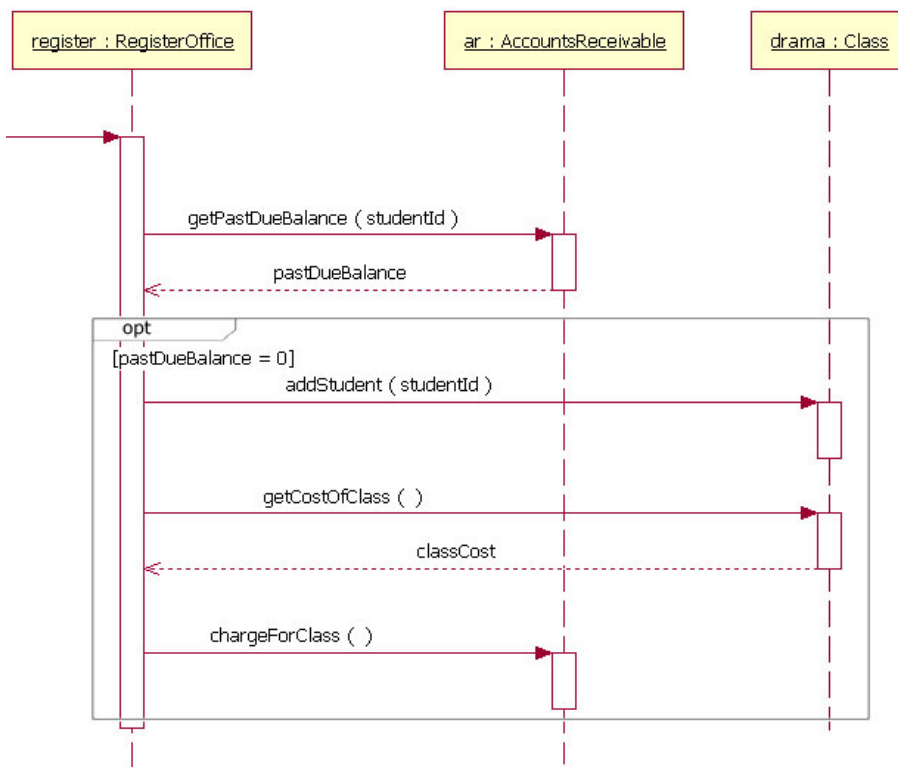 register : RegisterOffice
ar : AccountsReceivable
drama : Class
getPastDueBalance ( studentId )
pastDueBalance
opt
[pastDueBalance = 0]
addStudent ( studentId )
getCostOfClass ( )
classCost
chargeForClass ( )